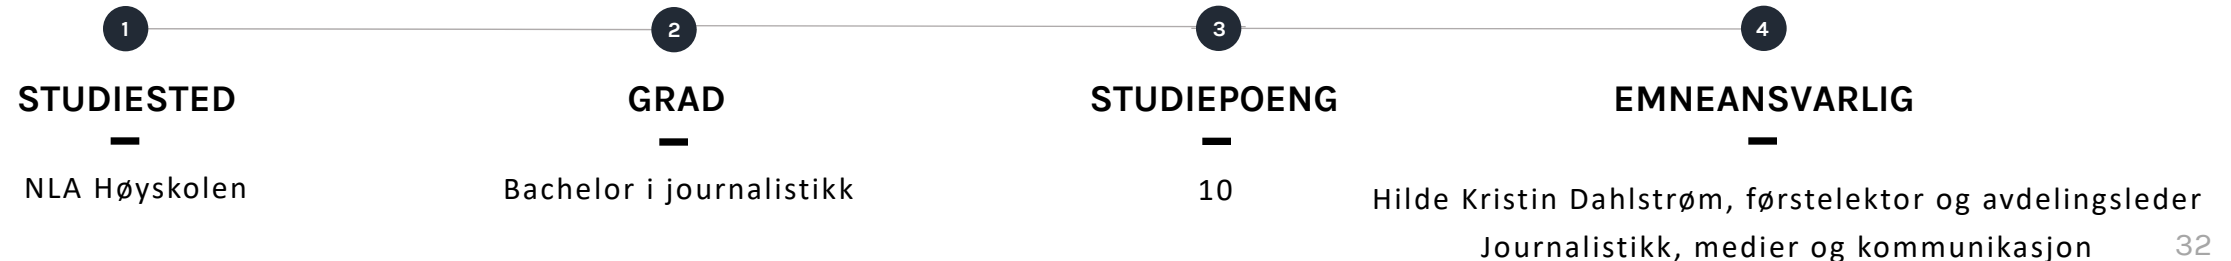 1 2 3 4
STUDIESTED GRAD STUDIEPOENG EMNEANSVARLIG
NLA Høyskolen Bachelor i journalistikk 10 Hilde Kristin Dahlstrøm, førstelektor og avdelingsleder
Journalistikk, medier og kommunikasjon 32